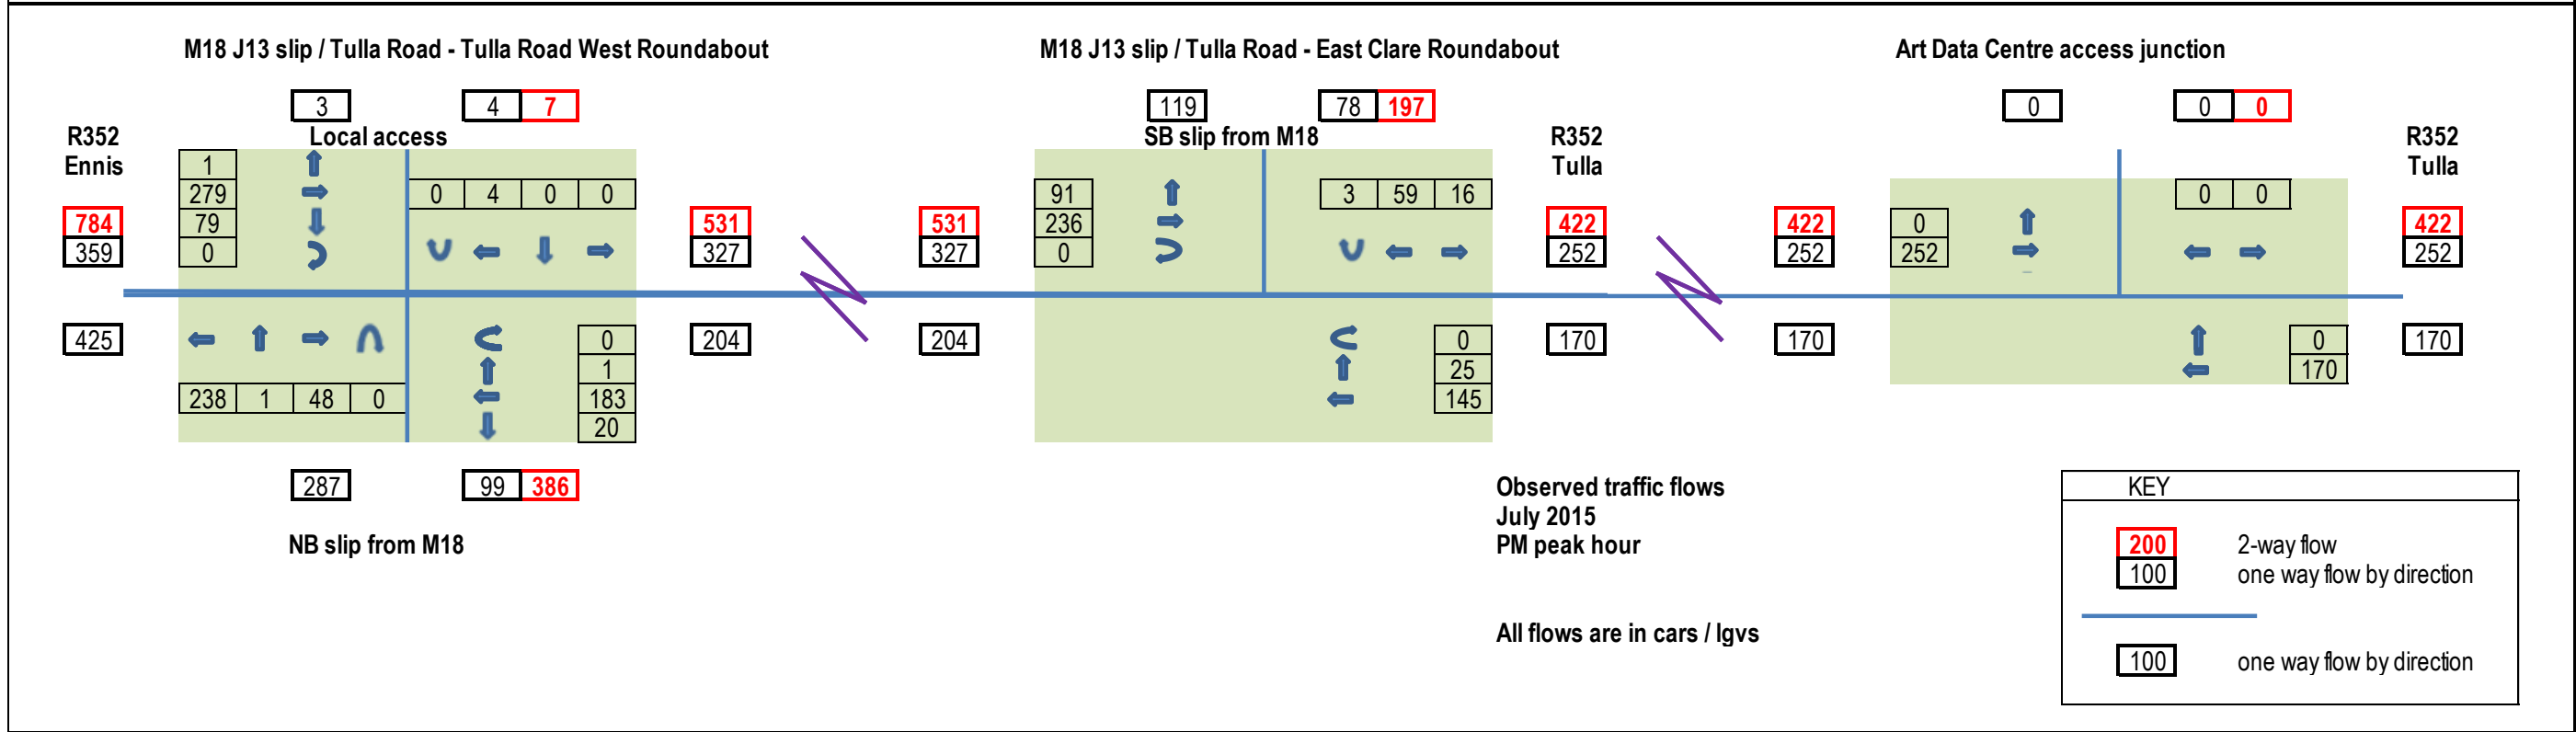 M18 J13 slip / Tulla Road - Tulla Road West Roundabout
M18 J13 slip / Tulla Road - East Clare Roundabout
Art Data Centre access junction
3 4 7 119 78 197 0 0 0
R352 Local access SB slip from M18 R352 R352
Ennis Tulla Tulla
1
279 0 4 0 0 91 3 59 16 0 0
784 79 531 531 236 422 422 0 422
359 0 327 327 0 252 252 252 252
425 0 204 204 0 170 170 0 170
1 25 170
238 1 48 0 183 145
20
287 99 386
NB slip from M18
Observed traffic flows
July 2015
PM peak hour
All flows are in cars / lgvs
KEY
200 2-way flow
100 one way flow by direction
100 one way flow by direction